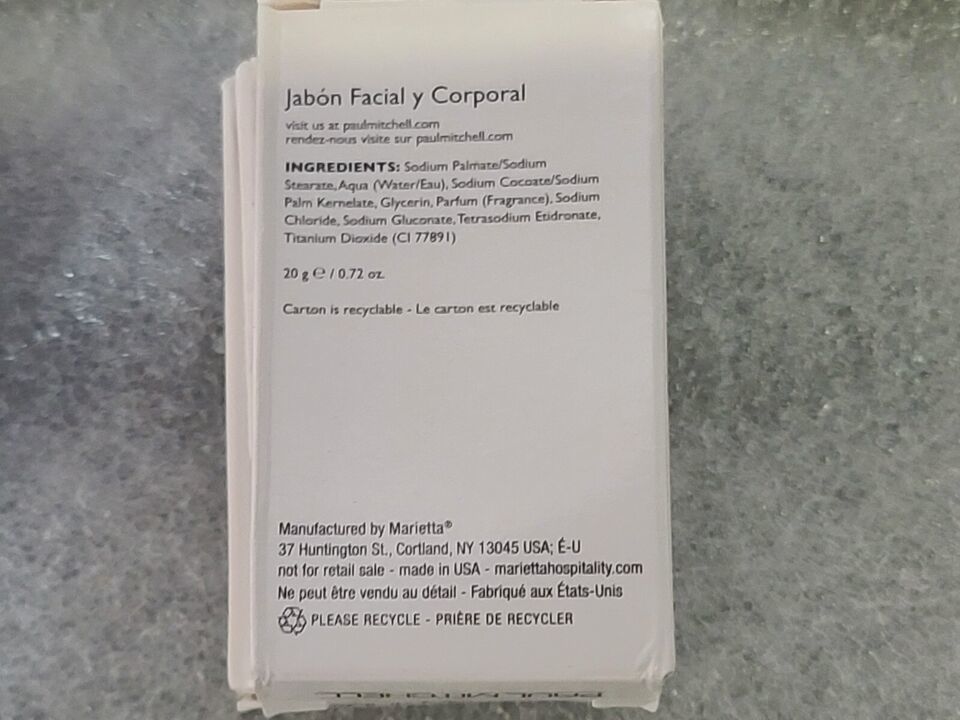 Jabón Facial y Corporal
visit us at paulmitchell.com
rendez-nous visite sur paulmitchell.com
INGREDIENTS: Sodium Palmate/Sodium
Stearate, Aqua (Water/Eau), Sodium Cocoate/Sodium
Palm Kernelate, Glycerin, Parfum (Fragrance), Sodium
Chloride, Sodium Gluconate, Tetrasodium Etidronate,
Titanium Dioxide (CI 77891)
20 g ℮ / 0.72 oz.
Carton is recyclable - Le carton est recyclable
Manufactured by Marietta®
37 Huntington St., Cortland, NY 13045 USA; É-U
not for retail sale - made in USA - mariettahospitality.com
Ne peut être vendu au détail - Fabriqué aux États-Unis
PLEASE RECYCLE - PRIÈRE DE RECYCLER